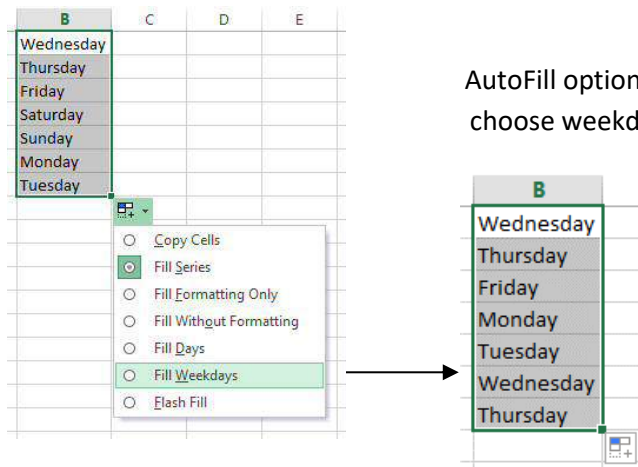 B C D E
Wednesday
Thursday
Friday
Saturday
Sunday
Monday
Tuesday
Copy Cells
Fill Series
Fill Formatting Only
Fill Without Formatting
Fill Days
Fill Weekdays
Flash Fill
AutoFill option
choose weekd
B
Wednesday
Thursday
Friday
Monday
Tuesday
Wednesday
Thursday